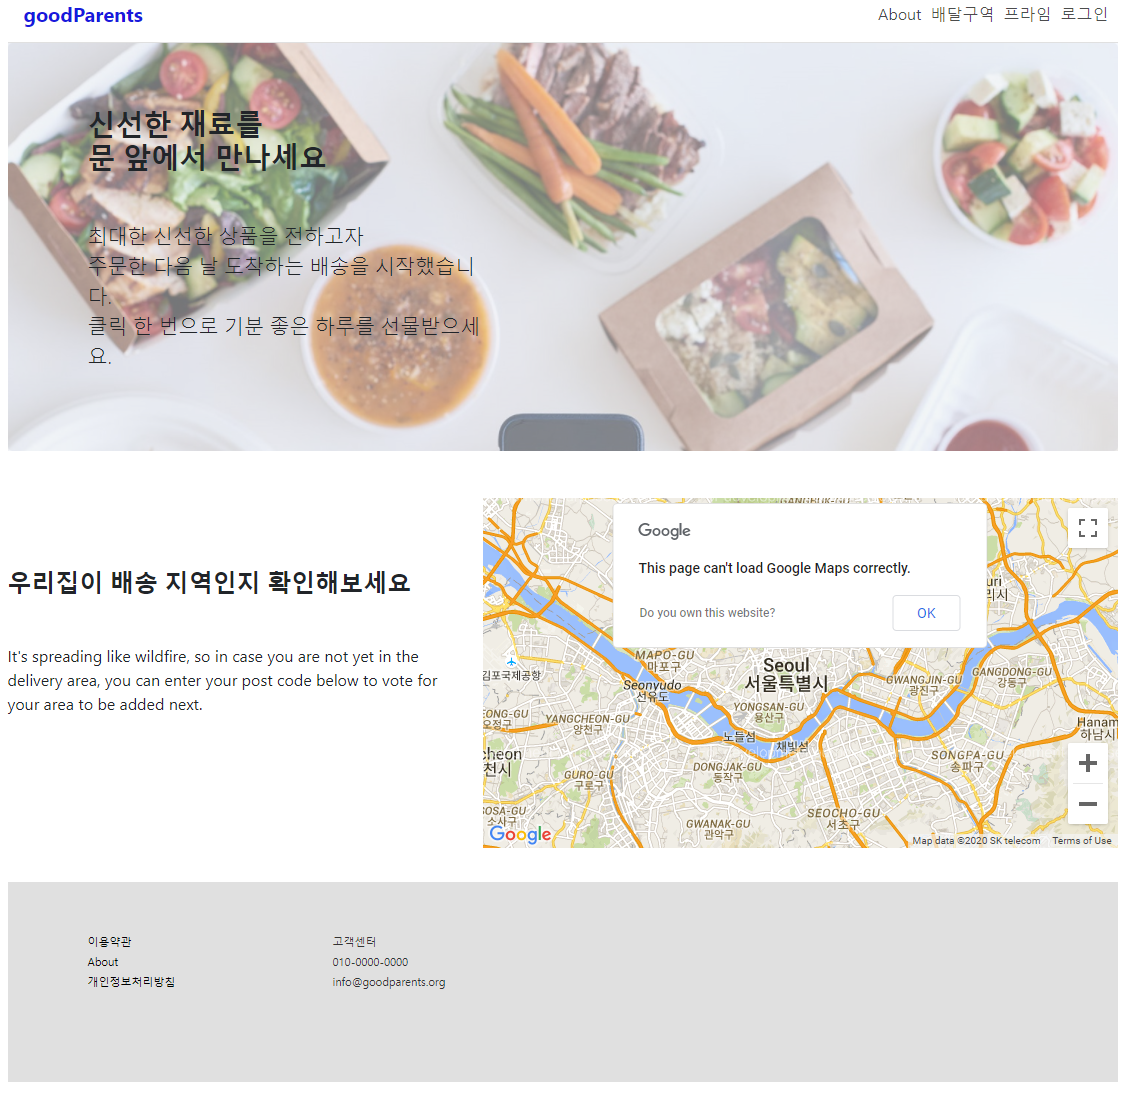 goodParents
About 배달구역 프라임 로그인
신선한 재료를
문 앞에서 만나세요
최대한 신선한 상품을 전하고자
주문한 다음 날 도착하는 배송을 시작했습니
다.
클릭 한 번으로 기분 좋은 하루를 선물받으세
요.
우리집이 배송 지역인지 확인해보세요
It's spreading like wildfire, so in case you are not yet in the
delivery area, you can enter your post code below to vote for
your area to be added next.
Google
This page can't load Google Maps correctly.
Do you own this website?
OK
리시
MAPO-GU
마포구
김포국제공항
Seonyudo
선유도
Seoul
서울특별시
GWANGJIN-GU
광진구
GANGDONG-GU
강동구
YONGSAN-GU
용산구
YANGCHEON-GU
양천구
Hanam
하남시
노들섬
채빛섬
SONGPA-GU
송파구
DONGJAK-GU
동작구
GURO-GU
구로구
SEOCHO-GU
서초구
GWANAK-GU
관악구
소사구
Google
Map data ©2020 SK telecom
Terms of Use
이용약관
About
개인정보처리방침
고객센터
010-0000-0000
info@goodparents.org